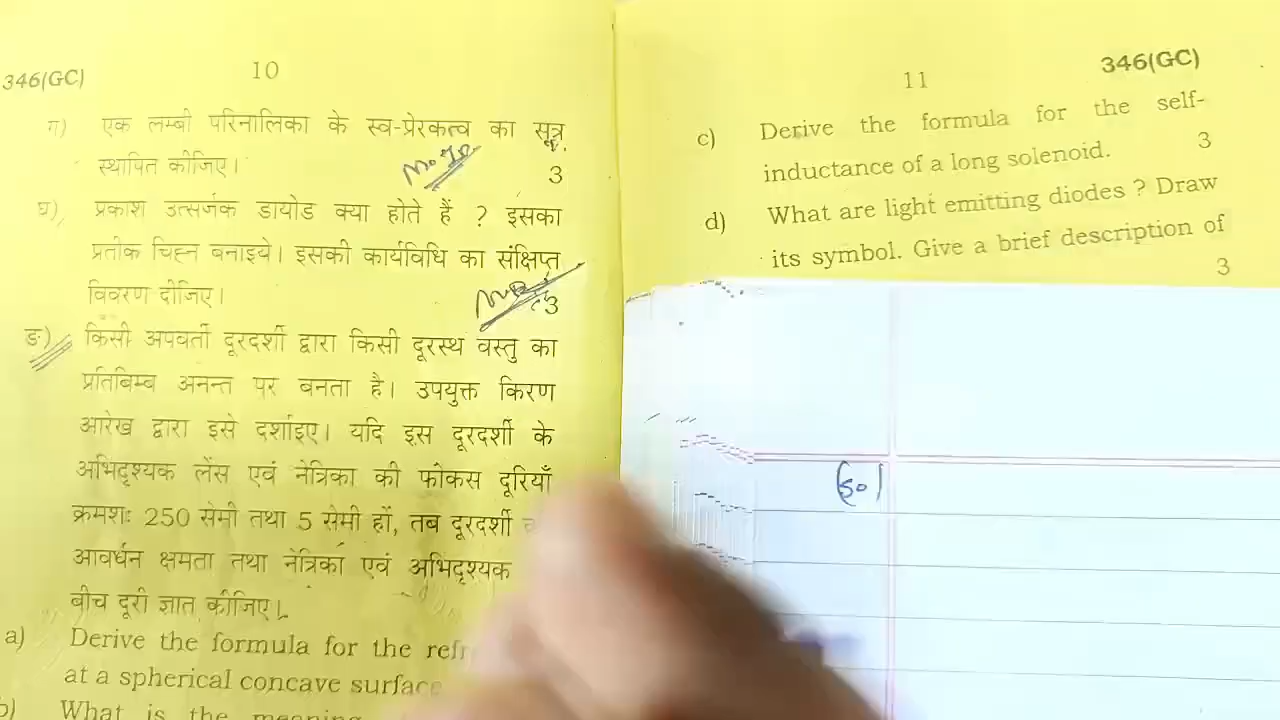 346(GC)
10
ग) एक लम्बी परिनालिका के स्व-प्रेरकत्व का सूत्र
स्थापित कीजिए।
3
घ) प्रकाश उत्सर्जक डायोड क्या होते हैं ? इसका
प्रतीक चिह्न बनाइये। इसकी कार्यविधि का संक्षिप्त
विवरण दीजिए।
3
ङ) किसी अपवर्ती दूरदर्शी द्वारा किसी दूरस्थ वस्तु का
प्रतिबिम्ब अनन्त पर बनता है। उपयुक्त किरण
आरेख द्वारा इसे दर्शाइए। यदि इस दूरदर्शी के
अभिदृश्यक लेंस एवं नेत्रिका की फोकस दूरियाँ
क्रमशः 250 सेमी तथा 5 सेमी हों, तब दूरदर्शी
आवर्धन क्षमता तथा नेत्रिका एवं अभिदृश्यक
बीच दूरी ज्ञात कीजिए।
a) Derive the formula for the
at a spherical concave surface
b) What is the meaning
11
346(GC)
c) Derive the formula for the self-
inductance of a long solenoid.
3
d) What are light emitting diodes ? Draw
its symbol. Give a brief description of
3